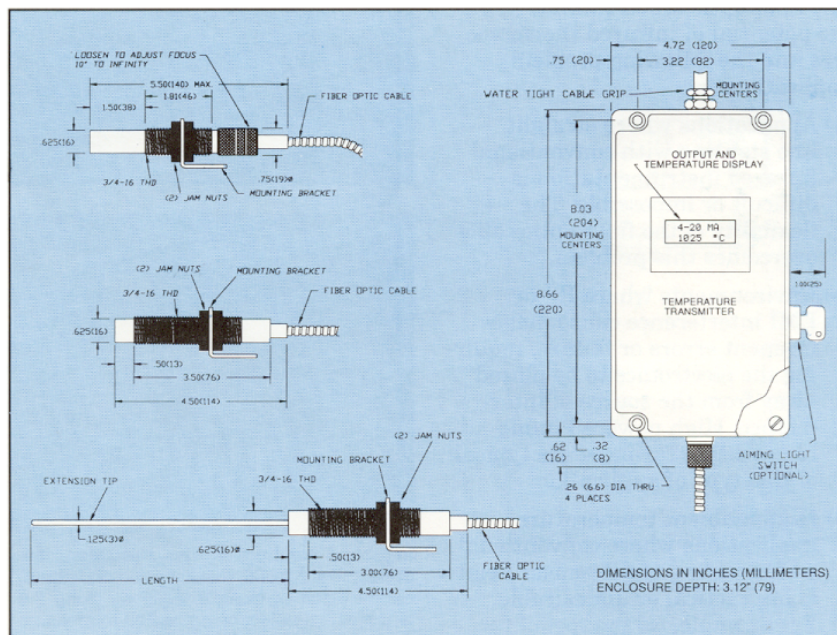 LOOSEN TO ADJUST FOCUS
10" TO INFINITY
5.50(140) MAX.
1.81(46)
1.50(38)
FIBER OPTIC CABLE
.625(16)
3/4-16 THD
(2) JAM NUTS
.75(19)ø
MOUNTING BRACKET
(2) JAM NUTS
MOUNTING BRACKET
3/4-16 THD
FIBER OPTIC CABLE
.625(16)
.50(13)
3.50(76)
4.50(114)
(2) JAM NUTS
MOUNTING BRACKET
3/4-16 THD
EXTENSION TIP
.125(3)ø
.625(16)ø
.50(13)
FIBER OPTIC
CABLE
LENGTH
3.00(76)
4.50(114)
4.72 (120)
.75 (20)
3.22 (82)
WATER TIGHT CABLE GRIP
MOUNTING
CENTERS
OUTPUT AND
TEMPERATURE DISPLAY
8.03
(204)
MOUNTING
CENTERS
4-20 MA
1025 °C
8.66
(220)
TEMPERATURE
TRANSMITTER
1.00(25)
.62
(16)
.32
(8)
AIMING LIGHT
SWITCH
(OPTIONAL)
.26 (6.6) DIA THRU
4 PLACES
DIMENSIONS IN INCHES (MILLIMETERS)
ENCLOSURE DEPTH: 3.12" (79)